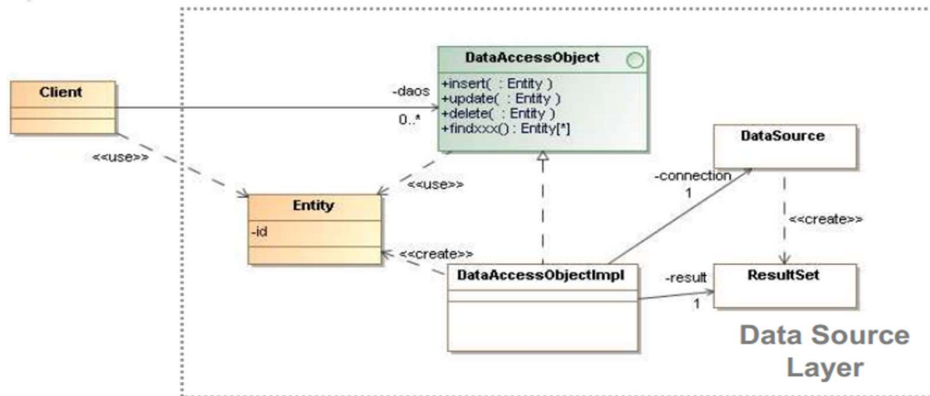 DataAccessObject
+insert( : Entity )
+update( : Entity )
+delete( : Entity )
+findxxx() : Entity[*]
Client
-daos
0..*
<<use>>
<<use>>
DataSource
-connection
1
Entity
-id
<<create>>
<<create>>
DataAccessObjectImpl
-result
1
ResultSet
Data Source
Layer